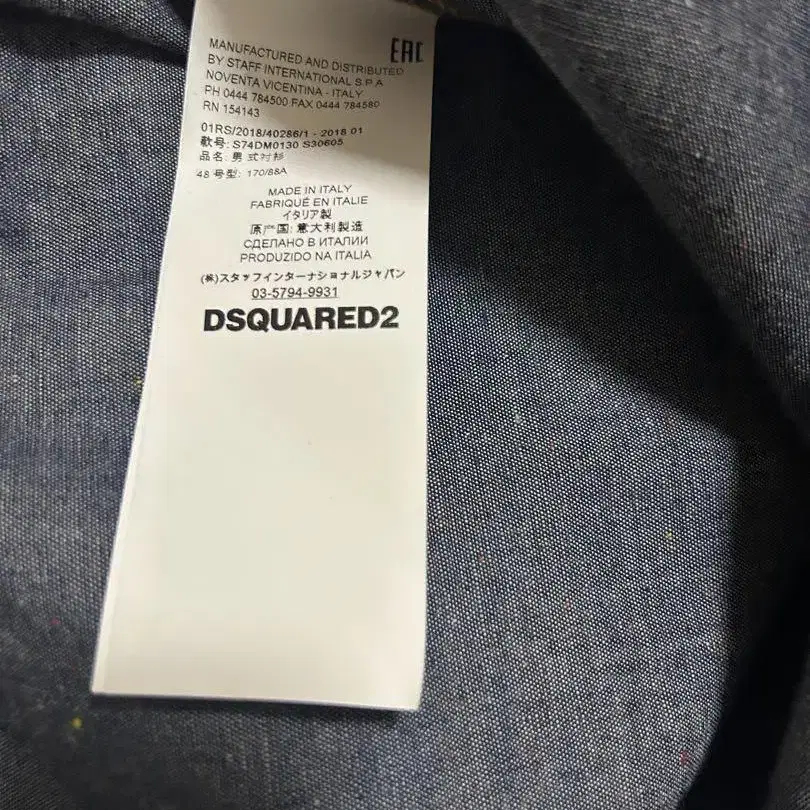 EAC
MANUFACTURED AND DISTRIBUTED
BY STAFF INTERNATIONAL S.P.A
NOVENTA VICENTINA - ITALY
PH 0444 784500 FAX 0444 784580
RN 154143
01RS/2018/40286/1 - 2018 01
款号: S74DM0130 S30605
品名: 男式衬衫
48 号型: 170/88A
MADE IN ITALY
FABRIQUÉ EN ITALIE
イタリア製
原产国: 意大利製造
СДЕЛАНО В ИТАЛИИ
PRODUZIDO NA ITALIA
(株)スタッフインターナショナルジャパン
03-5794-9931
DSQUARED2